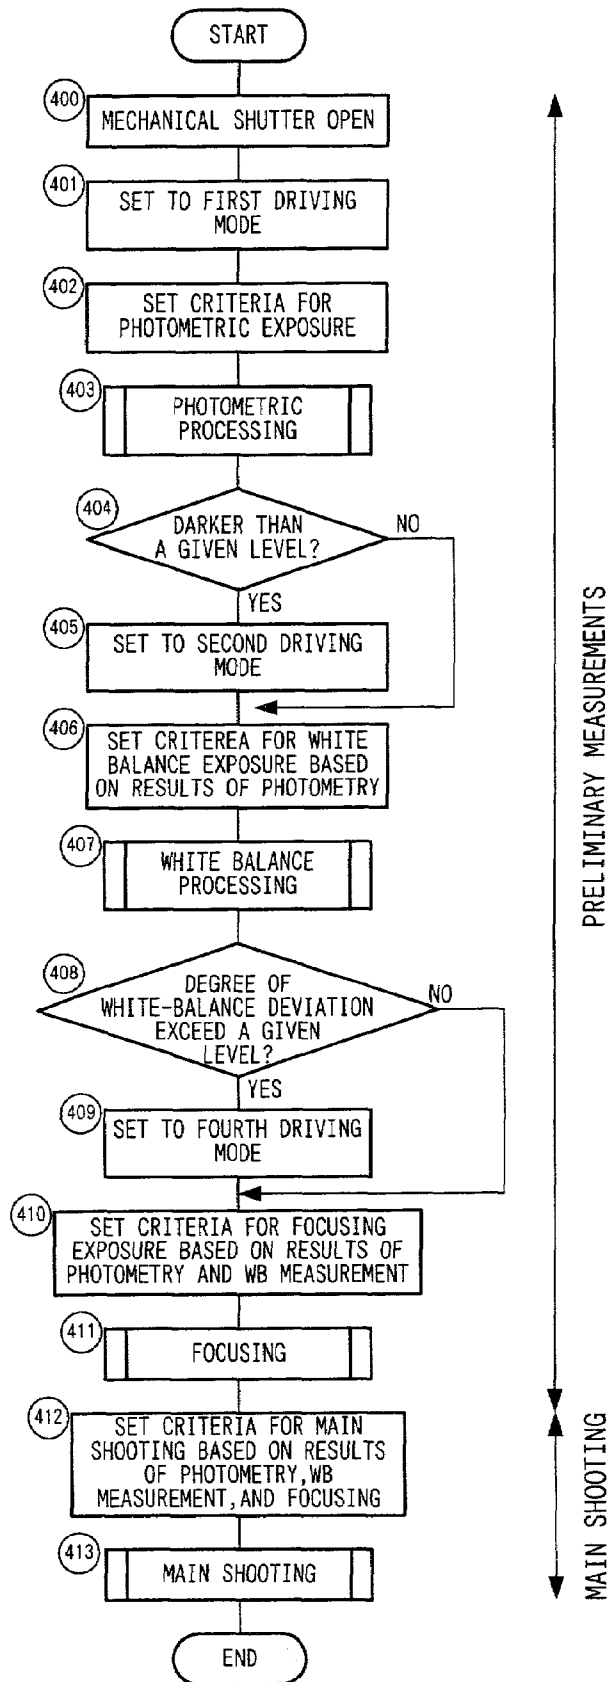 START
400
MECHANICAL SHUTTER OPEN
401
SET TO FIRST DRIVING
MODE
402
SET CRITERIA FOR
PHOTOMETRIC EXPOSURE
403
PHOTOMETRIC
PROCESSING
404
DARKER THAN
A GIVEN LEVEL?
NO
YES
405
SET TO SECOND DRIVING
MODE
406
SET CRITEREA FOR WHITE
BALANCE EXPOSURE BASED
ON RESULTS OF PHOTOMETRY
407
WHITE BALANCE
PROCESSING
408
DEGREE OF
WHITE-BALANCE DEVIATION
EXCEED A GIVEN
LEVEL?
NO
YES
409
SET TO FOURTH DRIVING
MODE
410
SET CRITERIA FOR FOCUSING
EXPOSURE BASED ON RESULTS OF
PHOTOMETRY AND WB MEASUREMENT
411
FOCUSING
412
SET CRITERIA FOR MAIN
SHOOTING BASED ON RESULTS
OF PHOTOMETRY,WB
MEASUREMENT,AND FOCUSING
413
MAIN SHOOTING
END
PRELIMINARY MEASUREMENTS
MAIN SHOOTING